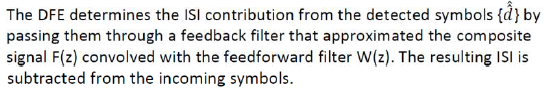 The DFE determines the ISI contribution from the detected symbols {d̂} by
passing them through a feedback filter that approximated the composite
signal F(z) convolved with the feedforward filter W(z). The resulting ISI is
subtracted from the incoming symbols.